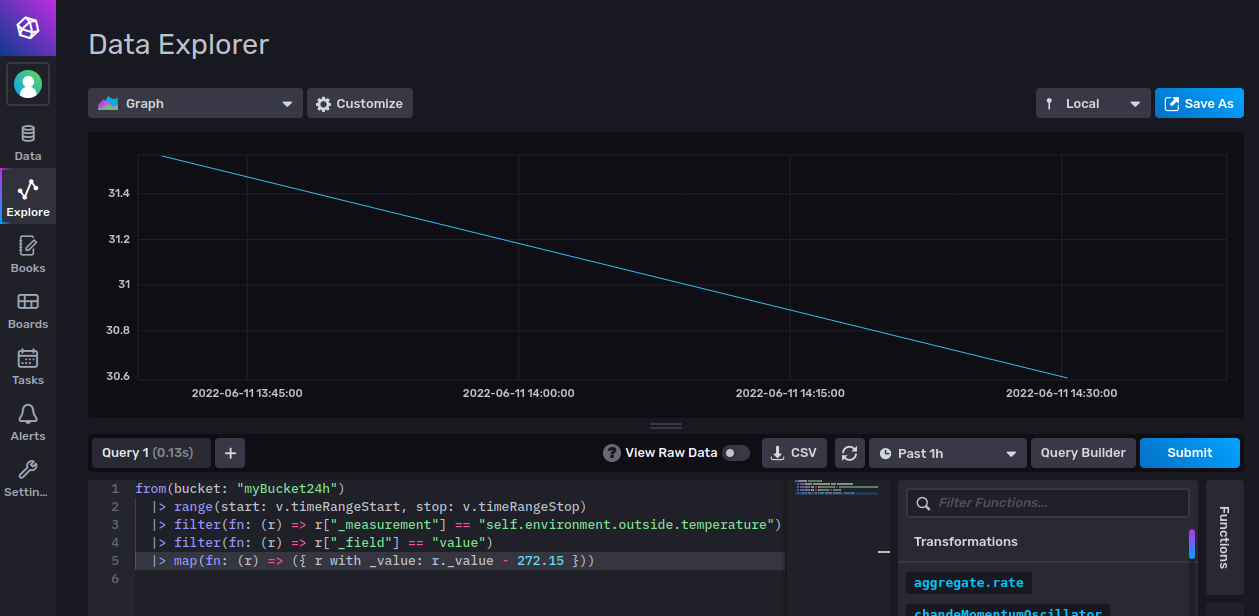 Data Explorer
Graph
Customize
Local
Save As
Data
Explore
Books
Boards
Tasks
Alerts
Settin...
31.4
31.2
31
30.8
30.6
2022-06-11 13:45:00
2022-06-11 14:00:00
2022-06-11 14:15:00
2022-06-11 14:30:00
Query 1 (0.13s)
+
? View Raw Data
CSV
Past 1h
Query Builder
Submit
1 from(bucket: "myBucket24h")
2 |> range(start: v.timeRangeStart, stop: v.timeRangeStop)
3 |> filter(fn: (r) => r["_measurement"] == "self.environment.outside.temperature")
4 |> filter(fn: (r) => r["_field"] == "value")
5 |> map(fn: (r) => ({ r with _value: r._value - 272.15 }))
6
Filter Functions...
Transformations
aggregate.rate
chandeMomentumOscillator
Functions